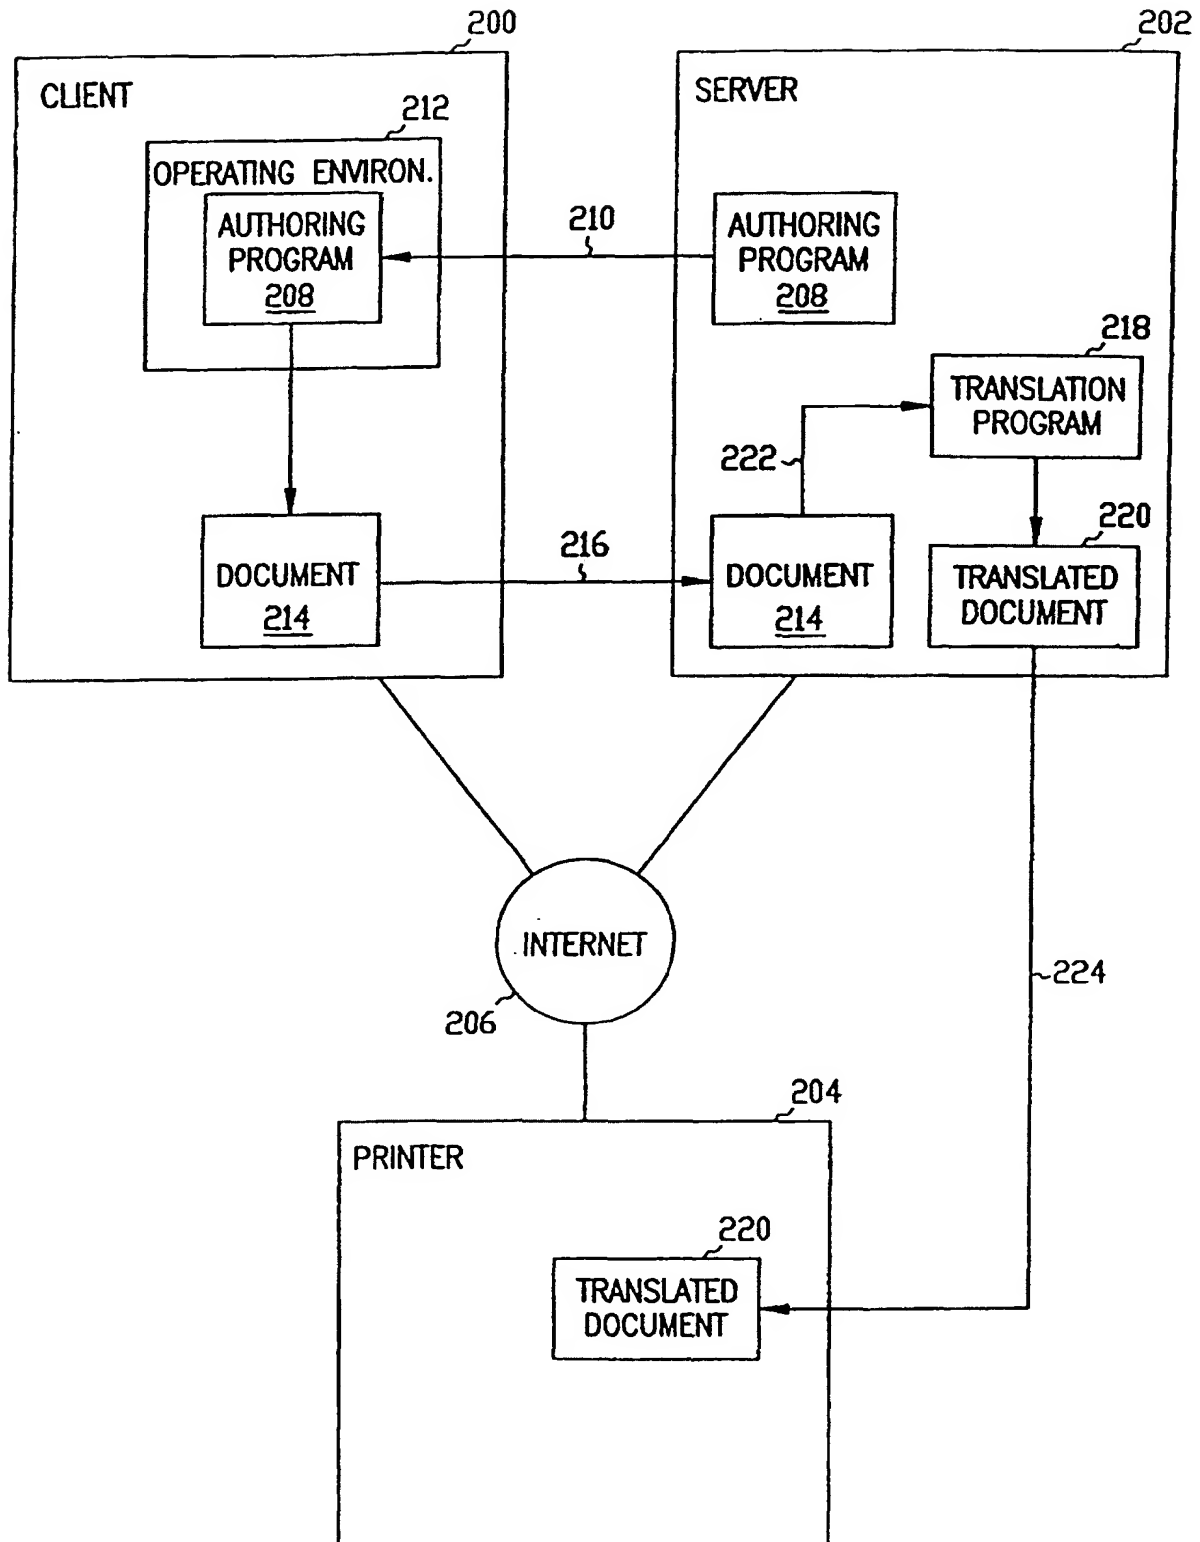 200
202
CLIENT
SERVER
212
OPERATING ENVIRON.
AUTHORING
PROGRAM
208
210
AUTHORING
PROGRAM
208
218
TRANSLATION
PROGRAM
222
220
216
DOCUMENT
214
DOCUMENT
214
TRANSLATED
DOCUMENT
INTERNET
206
224
204
PRINTER
220
TRANSLATED
DOCUMENT